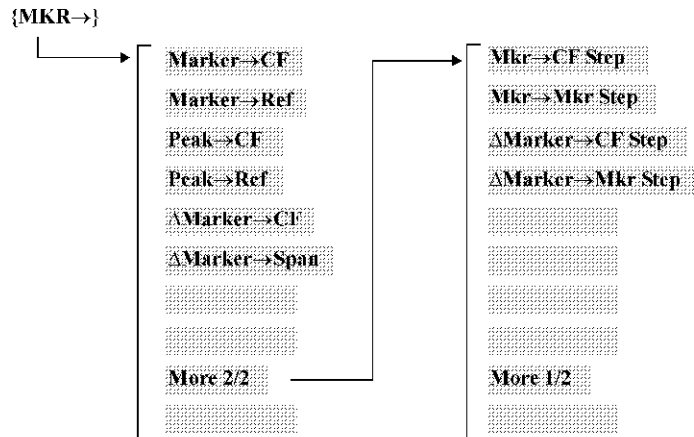 {MKR→}
Marker→CF
Marker→Ref
Peak→CF
Peak→Ref
ΔMarker→CF
ΔMarker→Span
More 2/2
Mkr→CF Step
Mkr→Mkr Step
ΔMarker→CF Step
ΔMarker→Mkr Step
More 1/2